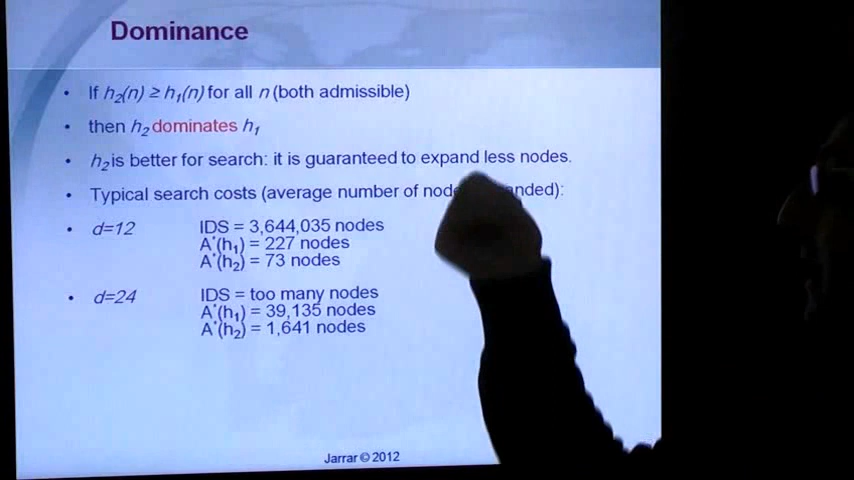 Dominance
• If h2(n) ≥ h1(n) for all n (both admissible)
• then h2 dominates h1
• h2 is better for search: it is guaranteed to expand less nodes.
• Typical search costs (average number of
• d=12 IDS = 3,644,035 nodes
A*(h1) = 227 nodes
A*(h2) = 73 nodes
• d=24 IDS = too many nodes
A*(h1) = 39,135 nodes
A*(h2) = 1,641 nodes
Jarrar © 2012